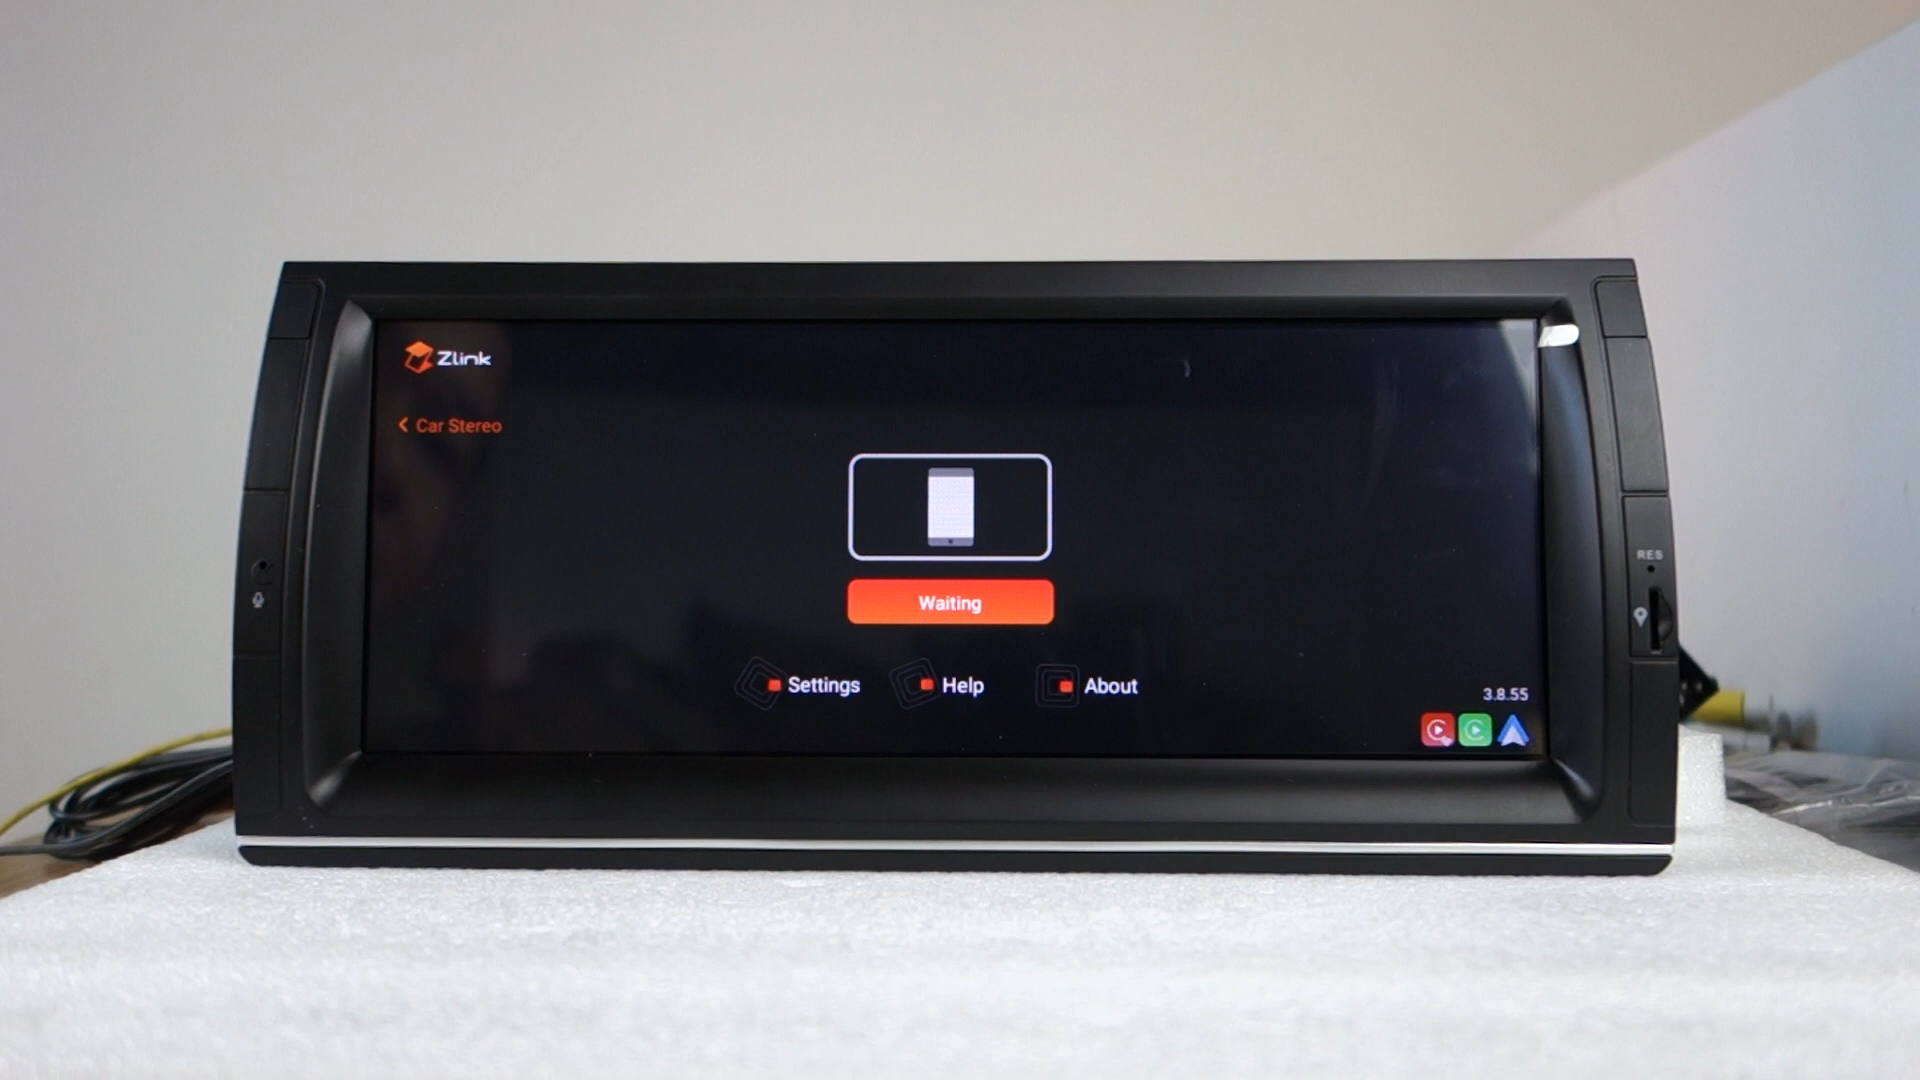 Zlink
Car Stereo
Waiting
Settings
Help
About
3.8.55
RES